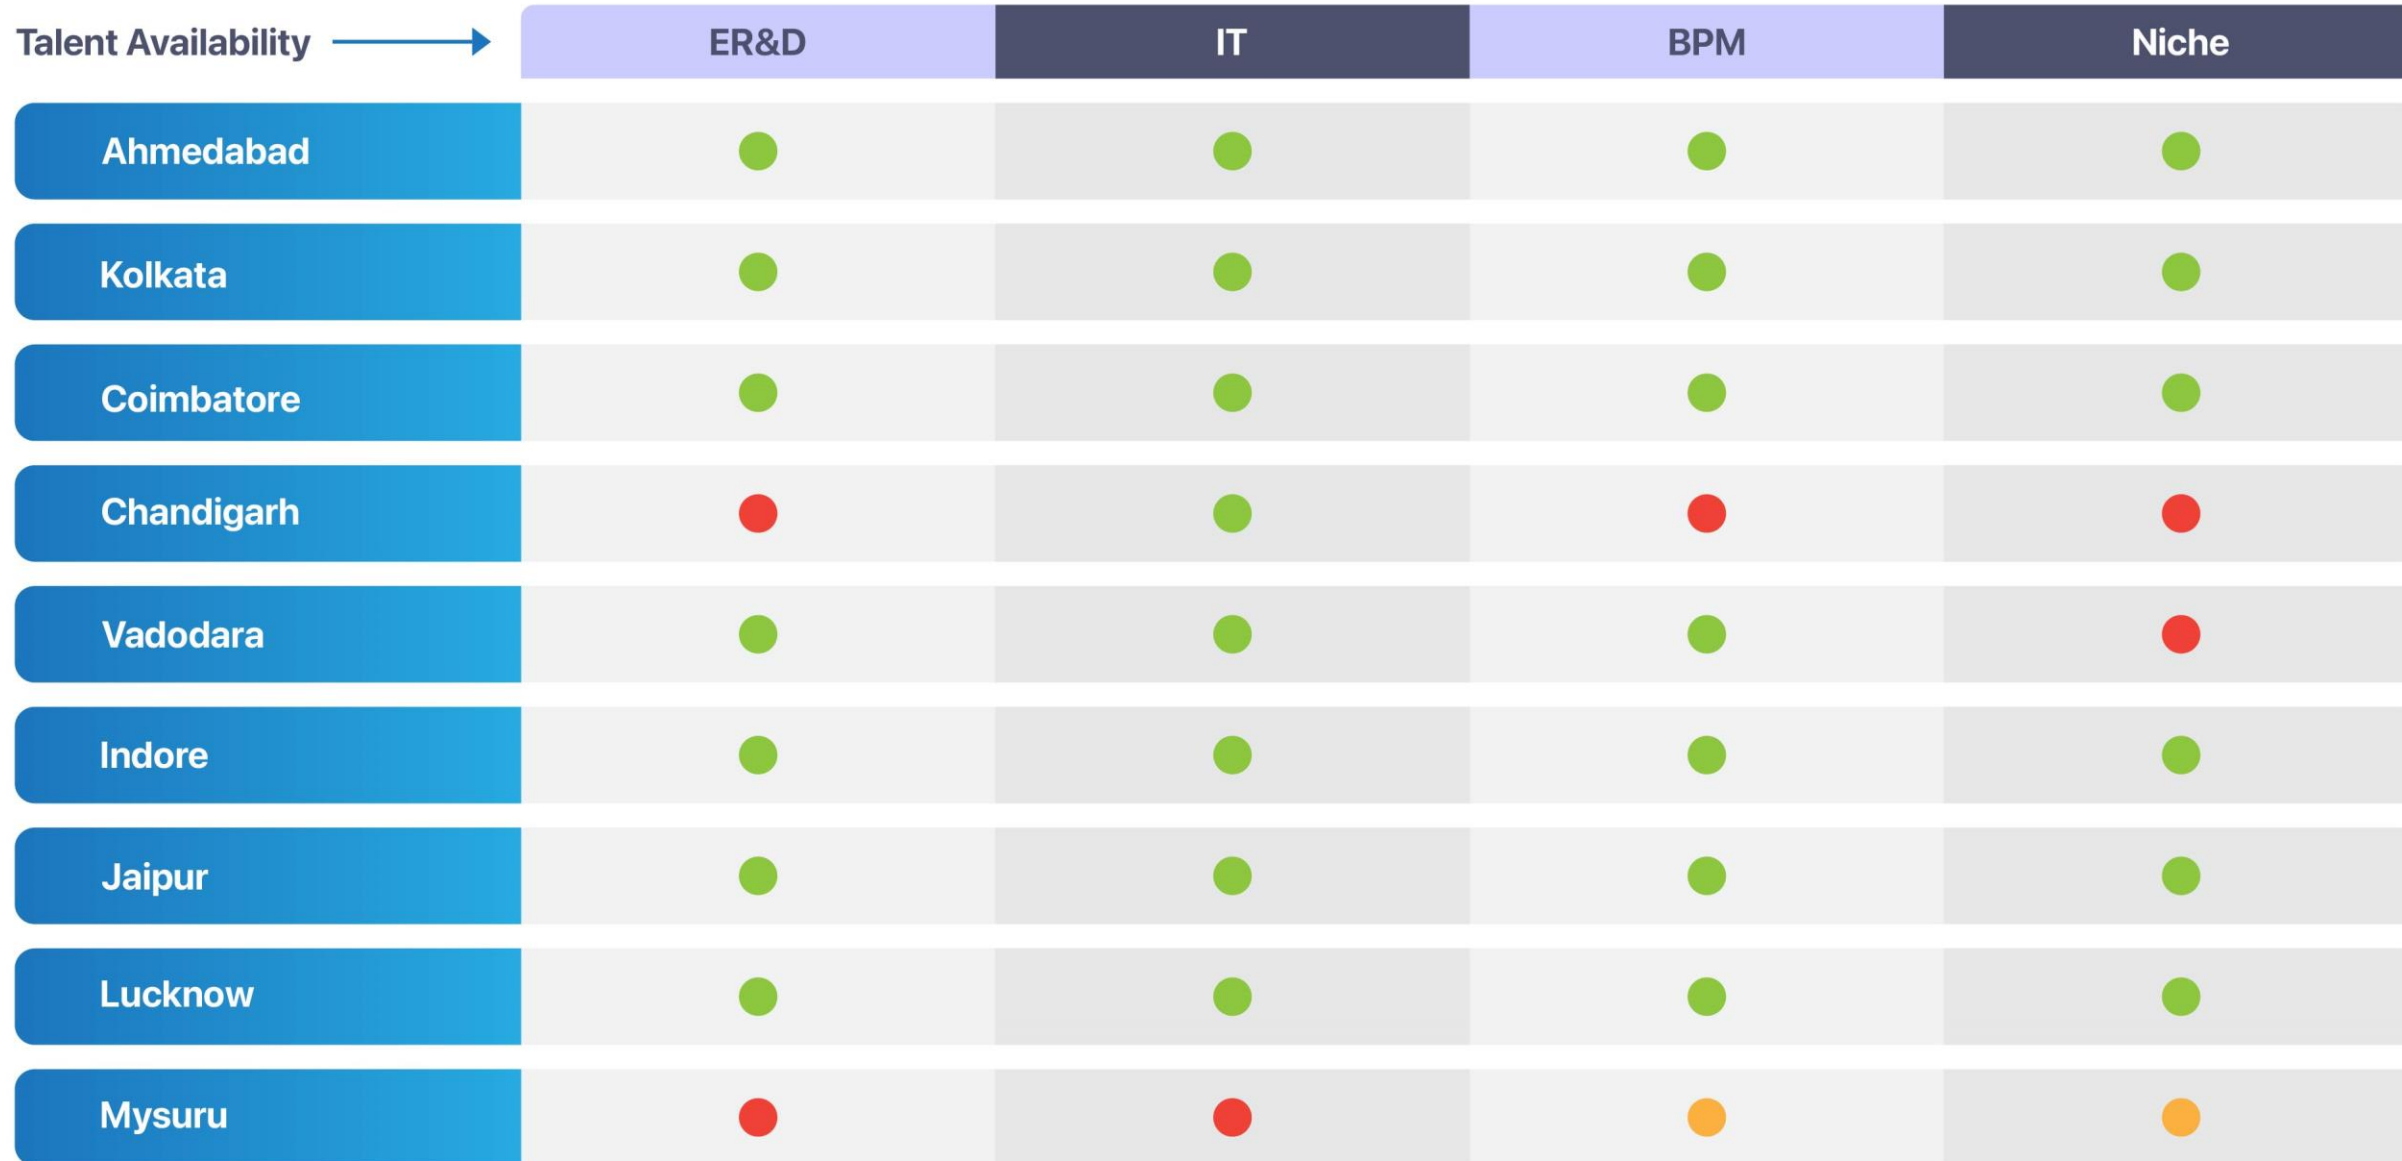 Talent Availability
ER&D
IT
BPM
Niche
Ahmedabad
Kolkata
Coimbatore
Chandigarh
Vadodara
Indore
Jaipur
Lucknow
Mysuru